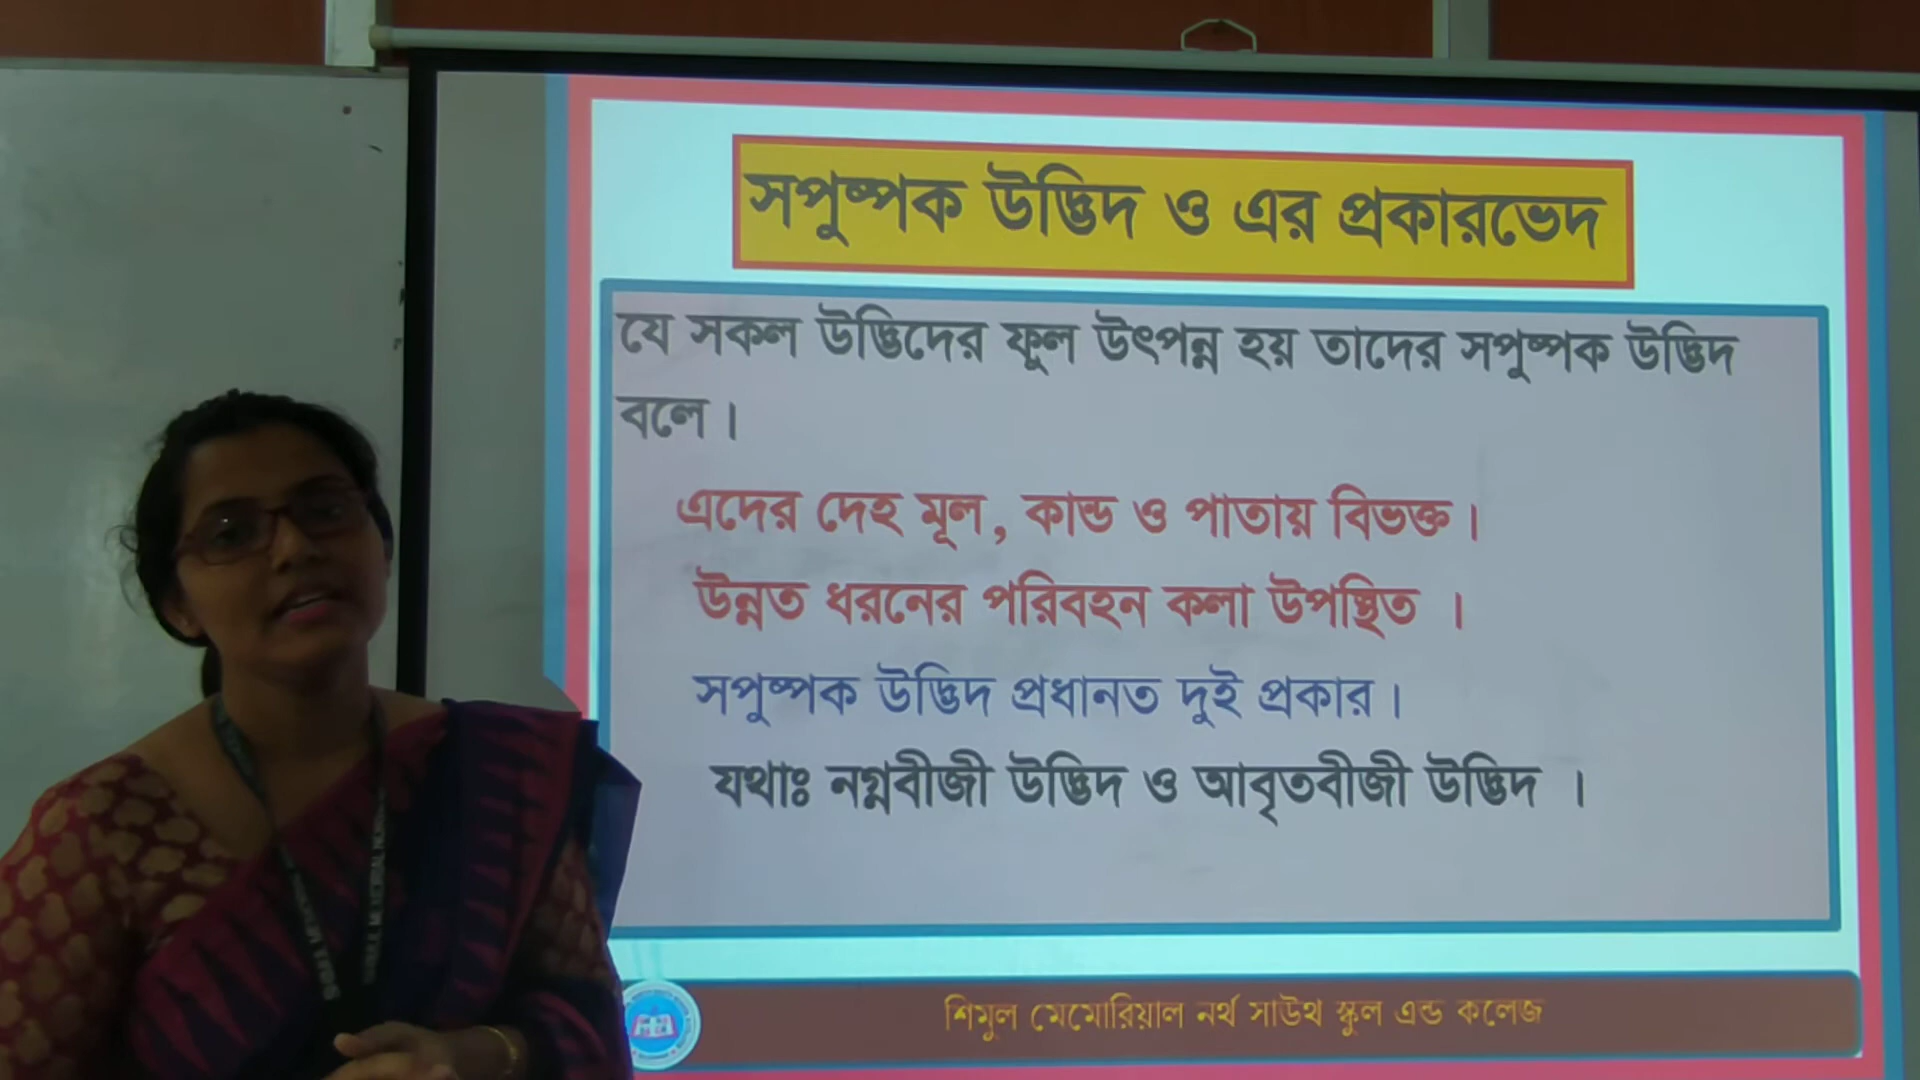 সপুষ্পক উদ্ভিদ ও এর প্রকারভেদ
যে সকল উদ্ভিদের ফুল উৎপন্ন হয় তাদের সপুষ্পক উদ্ভিদ
বলে।
এদের দেহ মূল, কান্ড ও পাতায় বিভক্ত।
উন্নত ধরনের পরিবহন কলা উপস্থিত ।
সপুষ্পক উদ্ভিদ প্রধানত দুই প্রকার।
যথাঃ নগ্নবীজী উদ্ভিদ ও আবৃতবীজী উদ্ভিদ ।
শিমুল মেমোরিয়াল নর্থ সাউথ স্কুল এন্ড কলেজ